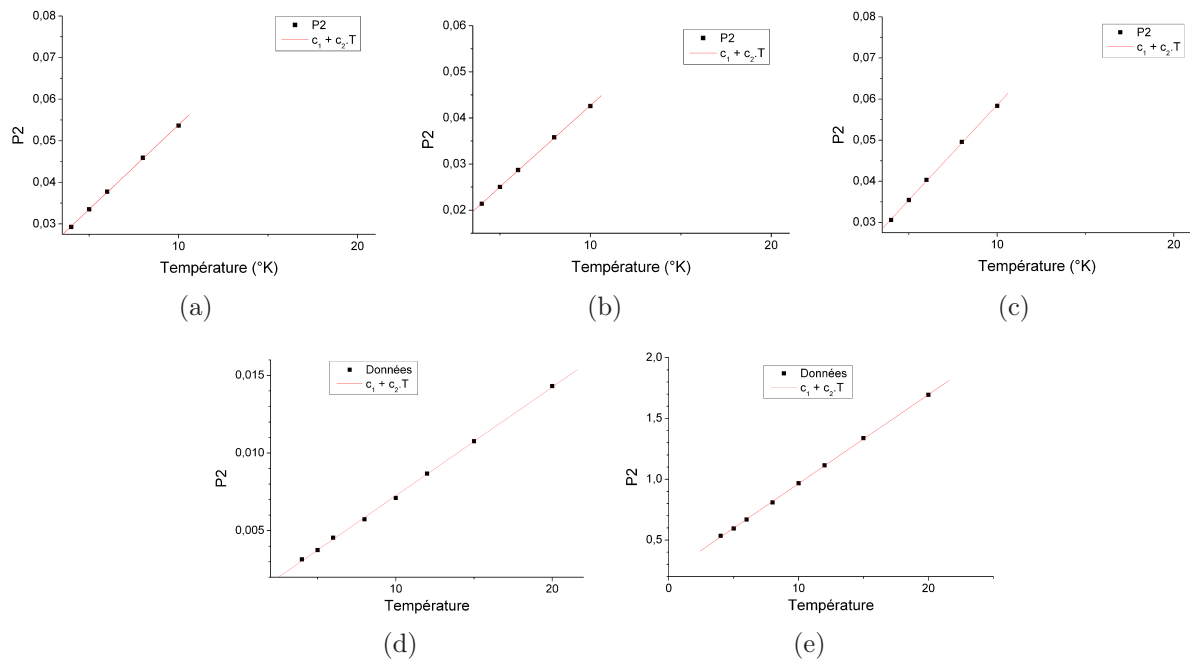 0,08
0,07
0,06
0,05
0,04
0,03
P2
P2
c1 + c2.T
10
20
Température (°K)
(a)
0,06
0,05
0,04
0,03
0,02
P2
P2
c1 + c2.T
10
20
Température (°K)
(b)
0,08
0,07
0,06
0,05
0,04
0,03
P2
P2
c1 + c2.T
10
20
Température (°K)
(c)
0,015
0,010
0,005
P2
Données
c1 + c2.T
10
20
Température
(d)
2,0
1,5
1,0
0,5
P2
Données
c1 + c2.T
0
10
20
Température
(e)